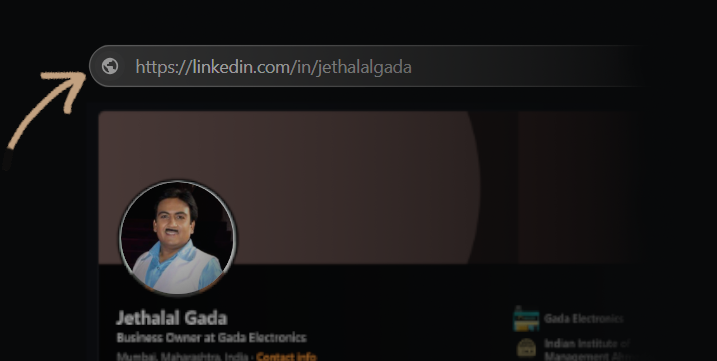 https://linkedin.com/in/jethalalgada
Jethalal Gada
Business Owner at Gada Electronics
Mumbai, Maharashtra, India · Contact info
Gada Electronics
Indian Institute of
Management